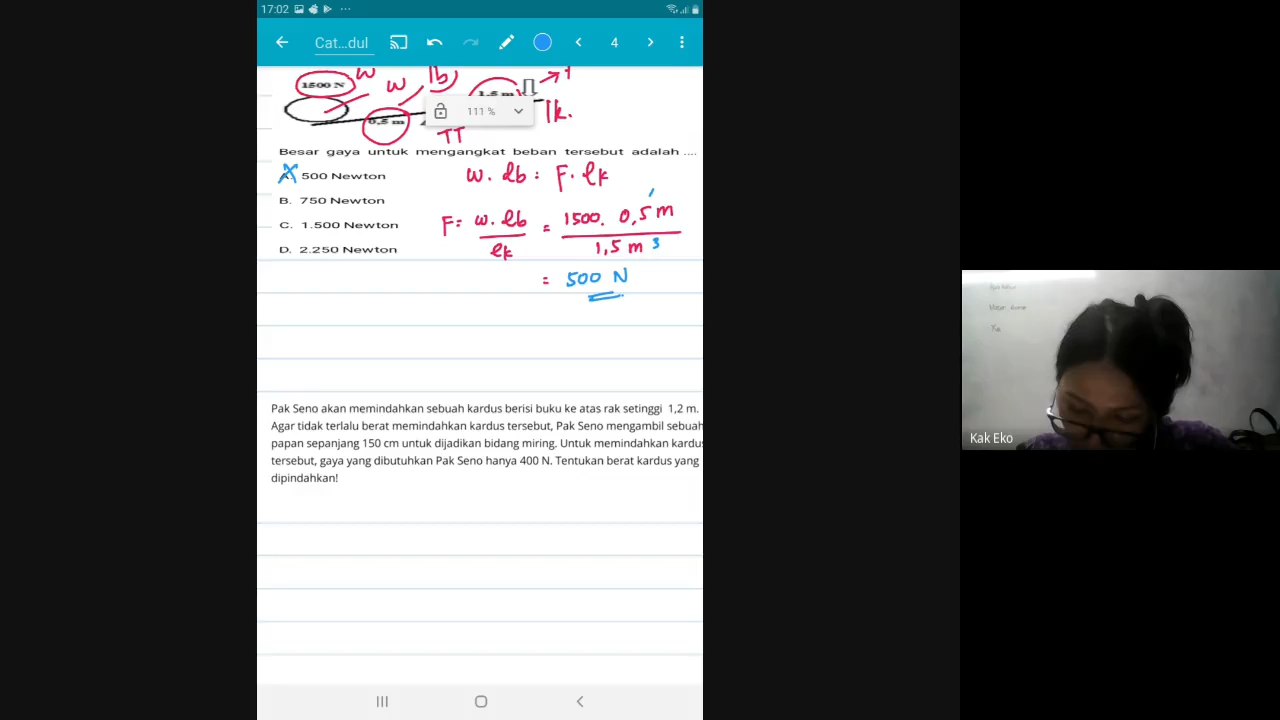 17:02
Cat...dul
4
1500 N
W
W
lb
1,5 m
lk.
0,5 m
111 %
Besar gaya untuk mengangkat beban tersebut adalah ....
A. 500 Newton
w. lb = F. lk
B. 750 Newton
F = w. lb / lk = 1500. 0,5 m / 1,5 m 3
C. 1.500 Newton
D. 2.250 Newton
= 500 N
Pak Seno akan memindahkan sebuah kardus berisi buku ke atas rak setinggi 1,2 m.
Agar tidak terlalu berat memindahkan kardus tersebut, Pak Seno mengambil sebuah
papan sepanjang 150 cm untuk dijadikan bidang miring. Untuk memindahkan kardu
tersebut, gaya yang dibutuhkan Pak Seno hanya 400 N. Tentukan berat kardus yang
dipindahkan!
Kak Eko